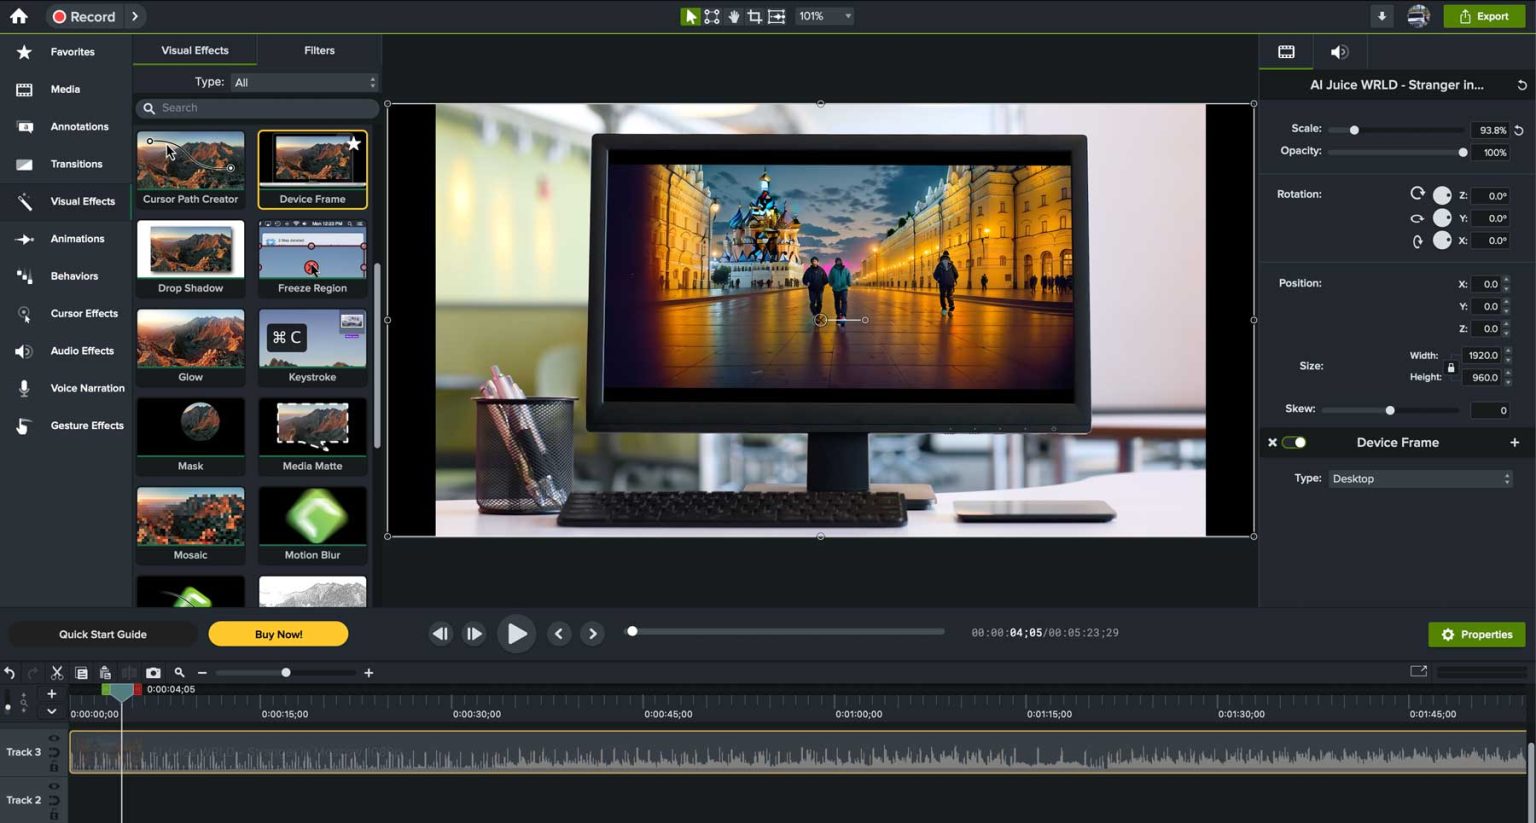 Record
101%
Export
Favorites
Media
Annotations
Transitions
Visual Effects
Animations
Behaviors
Cursor Effects
Audio Effects
Voice Narration
Gesture Effects
Visual Effects
Filters
Type: All
Search
Cursor Path Creator
Device Frame
Drop Shadow
Freeze Region
⌘ C
Glow
Keystroke
Mask
Media Matte
Mosaic
Motion Blur
AI Juice WRLD - Stranger in...
Scale: 93.8%
Opacity: 100%
Rotation: Z: 0.0°
Y: 0.0°
X: 0.0°
Position: X: 0.0
Y: 0.0
Z: 0.0
Size: Width: 1920.0
Height: 960.0
Skew: 0
Device Frame
Type: Desktop
Quick Start Guide
Buy Now!
00:00:04;05/00:05:23;29
Properties
0:00:04;05
0:00:00;00
0:00:15;00
0:00:30;00
0:00:45;00
0:01:00;00
0:01:15;00
0:01:30;00
0:01:45;00
Track 3
Track 2